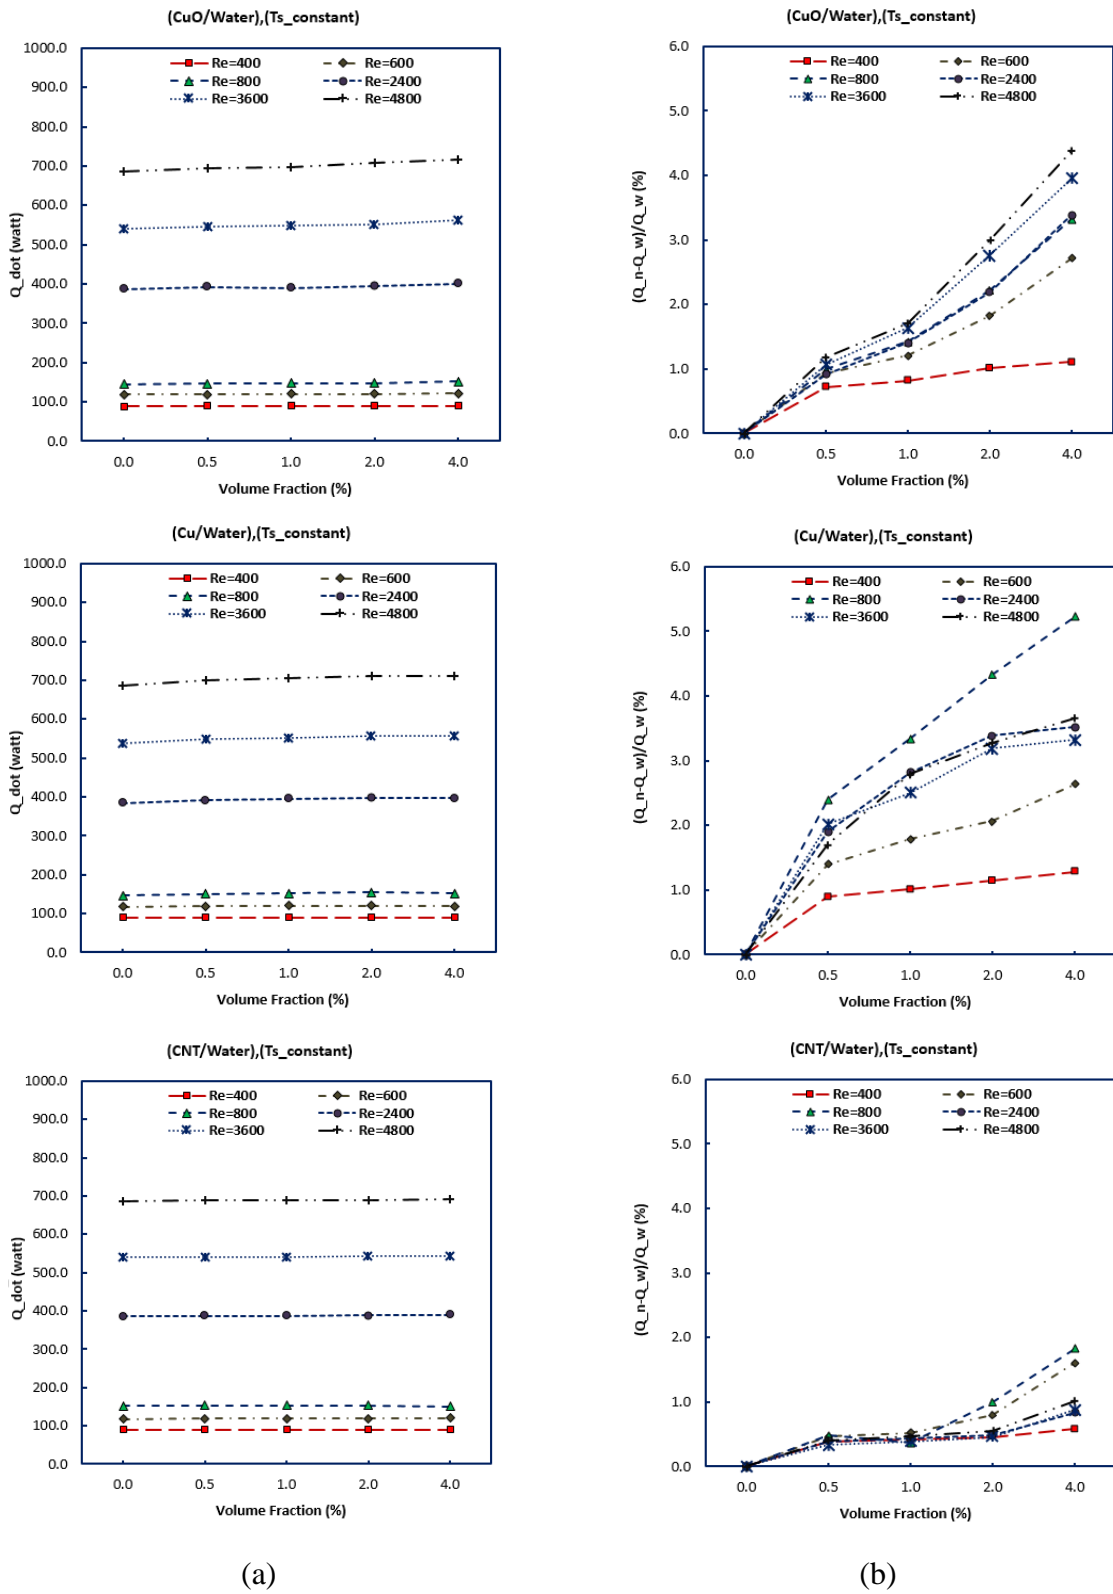 (CuO/Water),(Ts_constant)
1000.0
900.0
800.0
700.0
600.0
500.0
400.0
300.0
200.0
100.0
0.0
Q_dot (watt)
Re=400 Re=600
Re=800 Re=2400
Re=3600 Re=4800
0.0 0.5 1.0 2.0 4.0
Volume Fraction (%)
(CuO/Water),(Ts_constant)
6.0
5.0
4.0
3.0
2.0
1.0
0.0
(Q_n-Q_w)/Q_w (%)
Re=400 Re=600
Re=800 Re=2400
Re=3600 Re=4800
0.0 0.5 1.0 2.0 4.0
Volume Fraction (%)
(Cu/Water),(Ts_constant)
1000.0
900.0
800.0
700.0
600.0
500.0
400.0
300.0
200.0
100.0
0.0
Q_dot (watt)
Re=400 Re=600
Re=800 Re=2400
Re=3600 Re=4800
0.0 0.5 1.0 2.0 4.0
Volume Fraction (%)
(Cu/Water),(Ts_constant)
6.0
5.0
4.0
3.0
2.0
1.0
0.0
(Q_n-Q_w)/Q_w (%)
Re=400 Re=600
Re=800 Re=2400
Re=3600 Re=4800
0.0 0.5 1.0 2.0 4.0
Volume Fraction (%)
(CNT/Water),(Ts_constant)
1000.0
900.0
800.0
700.0
600.0
500.0
400.0
300.0
200.0
100.0
0.0
Q_dot (watt)
Re=400 Re=600
Re=800 Re=2400
Re=3600 Re=4800
0.0 0.5 1.0 2.0 4.0
Volume Fraction (%)
(CNT/Water),(Ts_constant)
6.0
5.0
4.0
3.0
2.0
1.0
0.0
(Q_n-Q_w)/Q_w (%)
Re=400 Re=600
Re=800 Re=2400
Re=3600 Re=4800
0.0 0.5 1.0 2.0 4.0
Volume Fraction (%)
(a) (b)